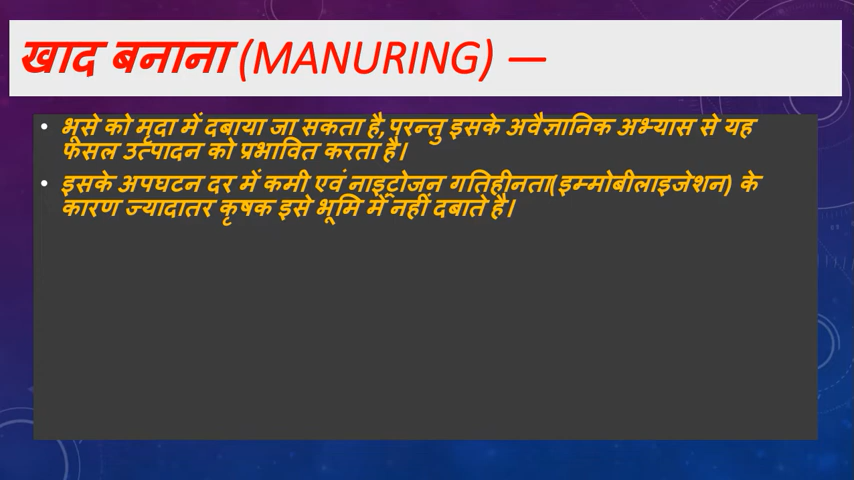 खाद बनाना (MANURING) —
• भूसे को मृदा में दबाया जा सकता है,परन्तु इसके अवैज्ञानिक अभ्यास से यह
फसल उत्पादन को प्रभावित करता है।
• इसके अपघटन दर में कमी एवं नाइट्रोजन गतिहीनता(इम्मोबीलाइजेशन) के
कारण ज्यादातर कृषक इसे भूमि में नहीं दबाते है।